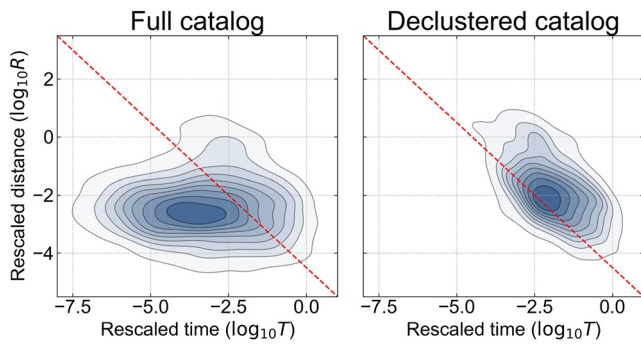 Full catalog
Declustered catalog
Rescaled distance (log₁₀R)
2
0
−2
−4
−7.5
−5.0
−2.5
0.0
−7.5
−5.0
−2.5
0.0
Rescaled time (log₁₀T)
Rescaled time (log₁₀T)